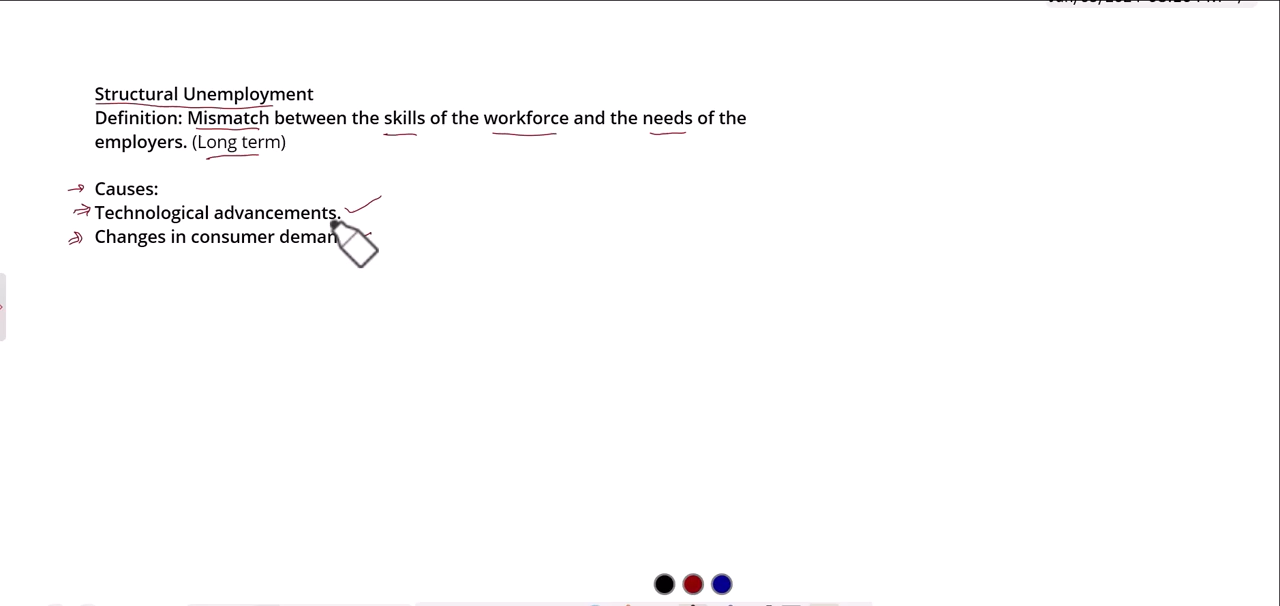 Structural Unemployment
Definition: Mismatch between the skills of the workforce and the needs of the
employers. (Long term)
Causes:
Technological advancements.
Changes in consumer